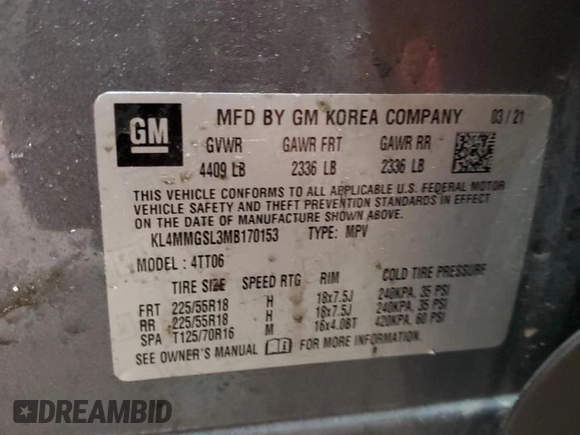 GM MFD BY GM KOREA COMPANY 03/21
GVWR GAWR FRT GAWR RR
4409 LB 2336 LB 2336 LB
THIS VEHICLE CONFORMS TO ALL APPLICABLE U.S. FEDERAL MOTOR
VEHICLE SAFETY AND THEFT PREVENTION STANDARDS IN EFFECT
ON THE DATE OF MANUFACTURE SHOWN ABOVE.
KL4MMGSL3MB170153 TYPE: MPV
MODEL: 4TT06
TIRE SIZE SPEED RTG RIM COLD TIRE PRESSURE
FRT 225/55R18 H 18x7.5J 240KPA, 35 PSI
RR 225/55R18 H 18x7.5J 240KPA, 35 PSI
SPA T125/70R16 M 16x4.0BT 420KPA, 60 PSI
SEE OWNER'S MANUAL FOR MORE INFORMATION.
DREAMBID